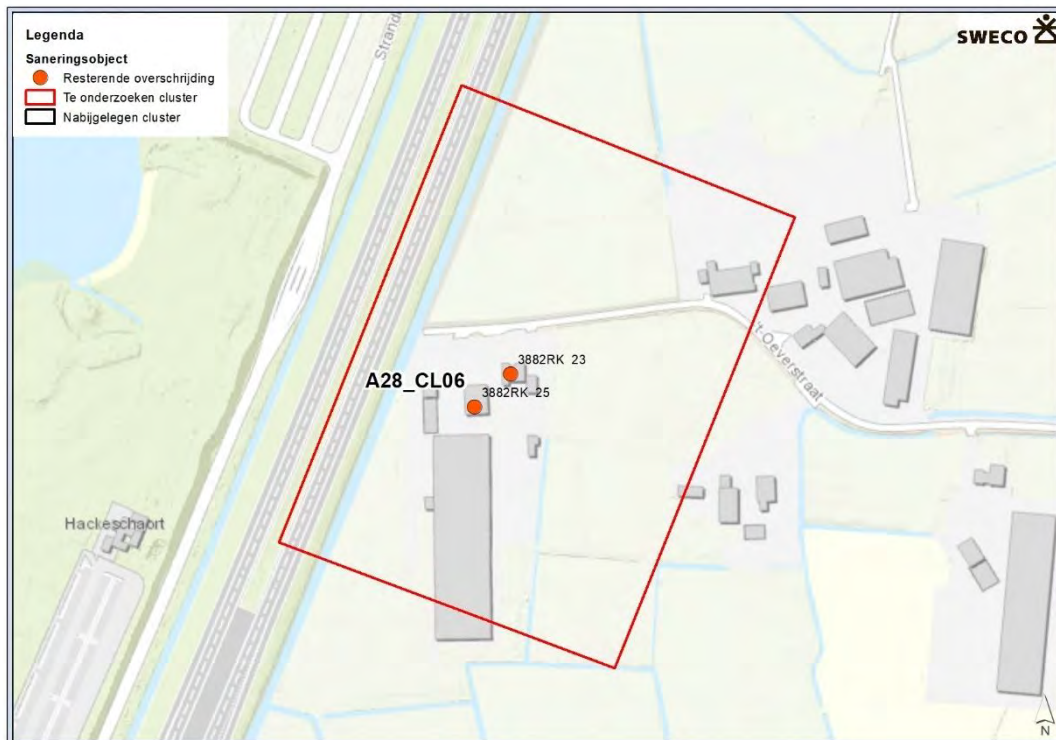 Legenda
Saneringsobject
Resterende overschrijding
Te onderzoeken cluster
Nabijgelegen cluster
SWECO
Strand
3882RK 23
A28_CL06
3882RK 25
't-Oeverstraat
Hackeschaort
N